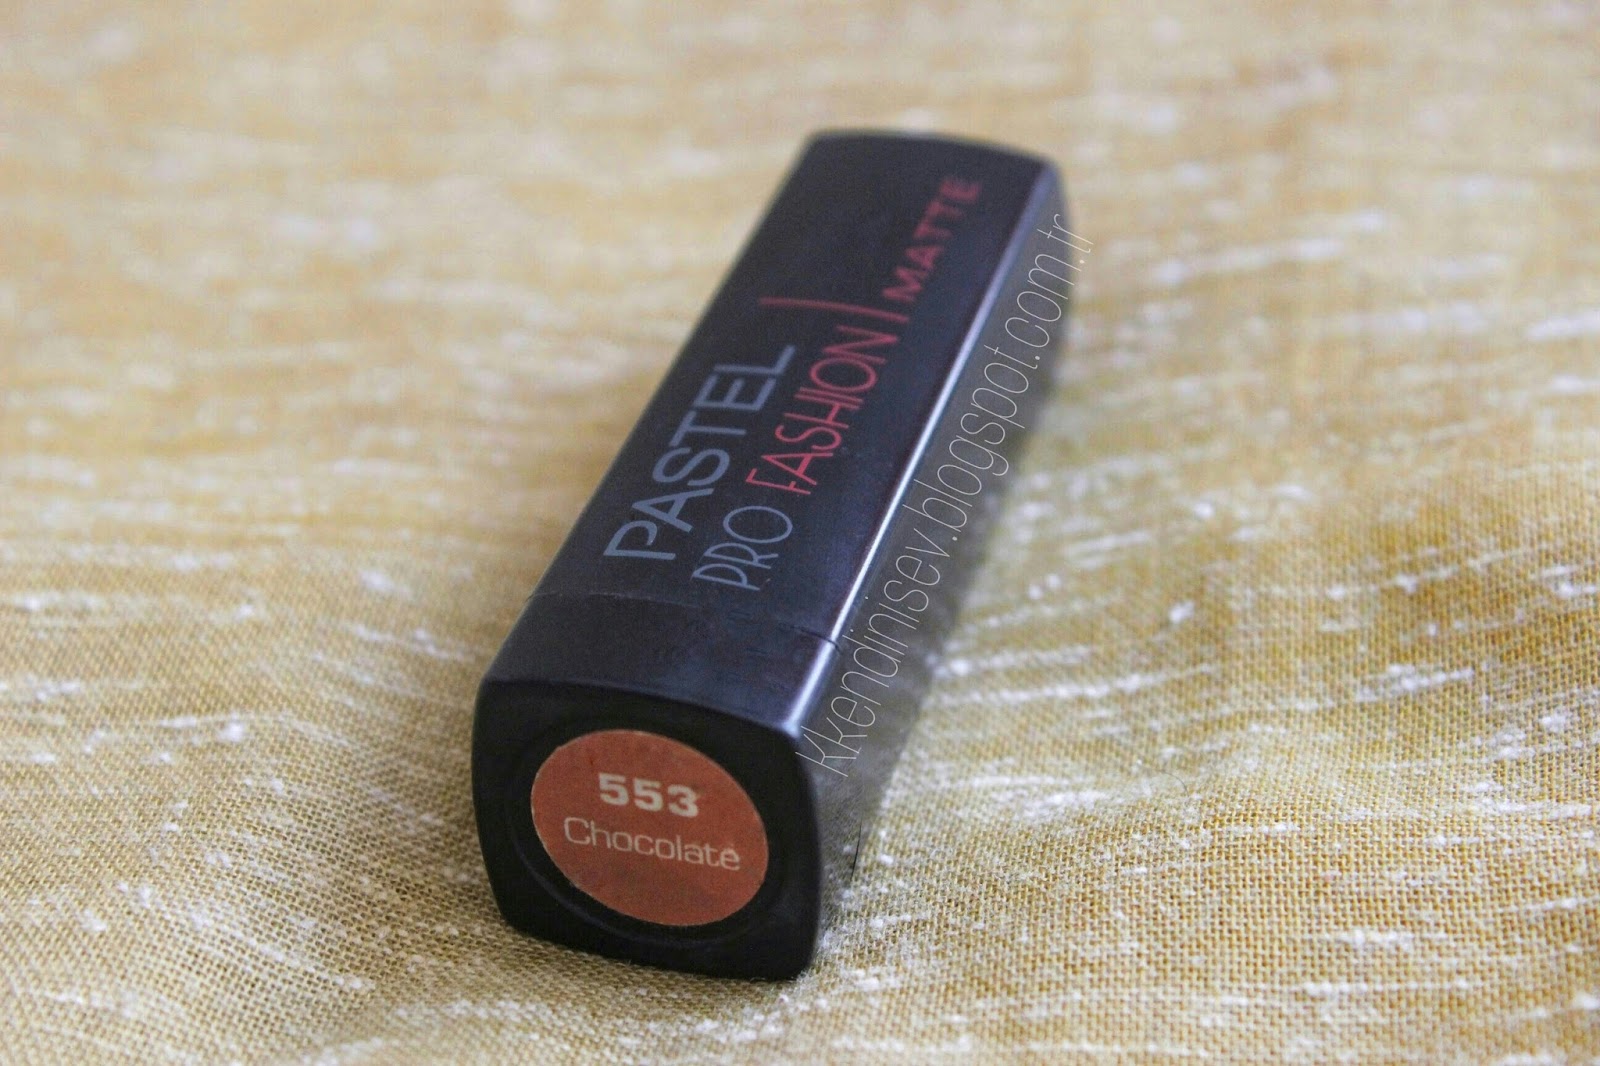 PASTEL
PRO FASHION | MATTE
553
Chocolate
kkendinisev.blogspot.com.tr